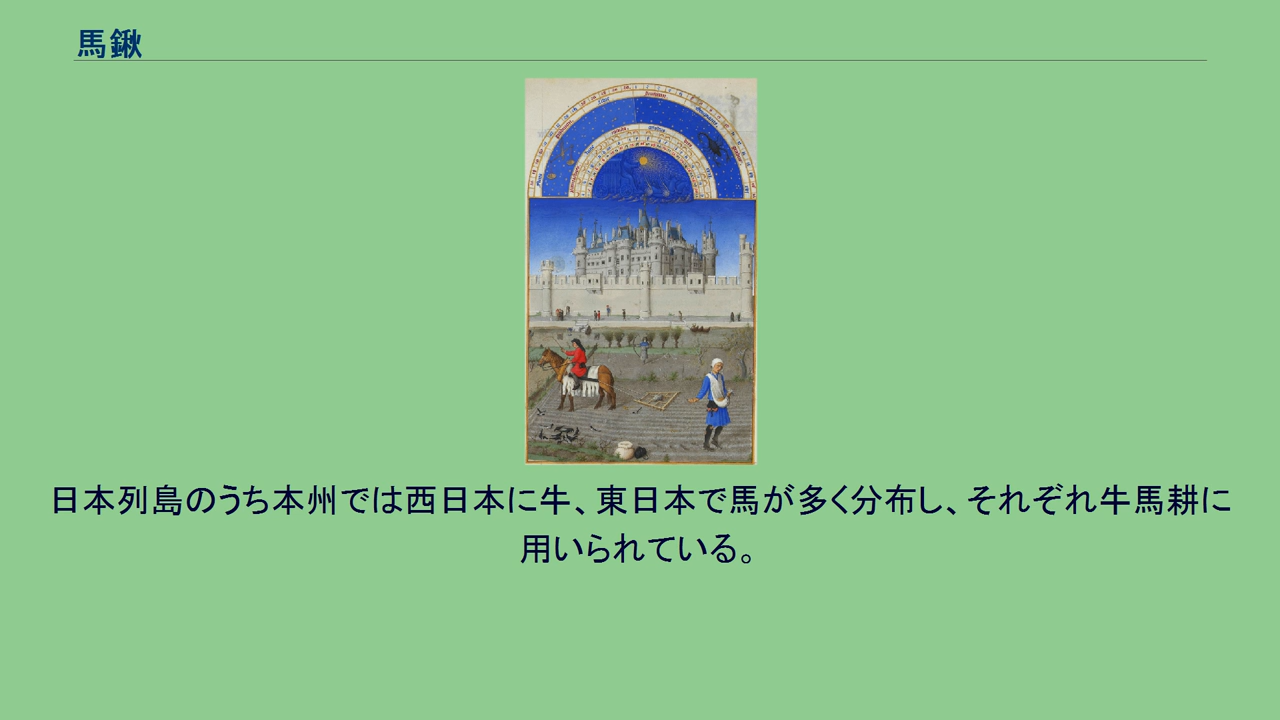 馬鍬
日本列島のうち本州では西日本に牛、東日本で馬が多く分布し、それぞれ牛馬耕に
用いられている。